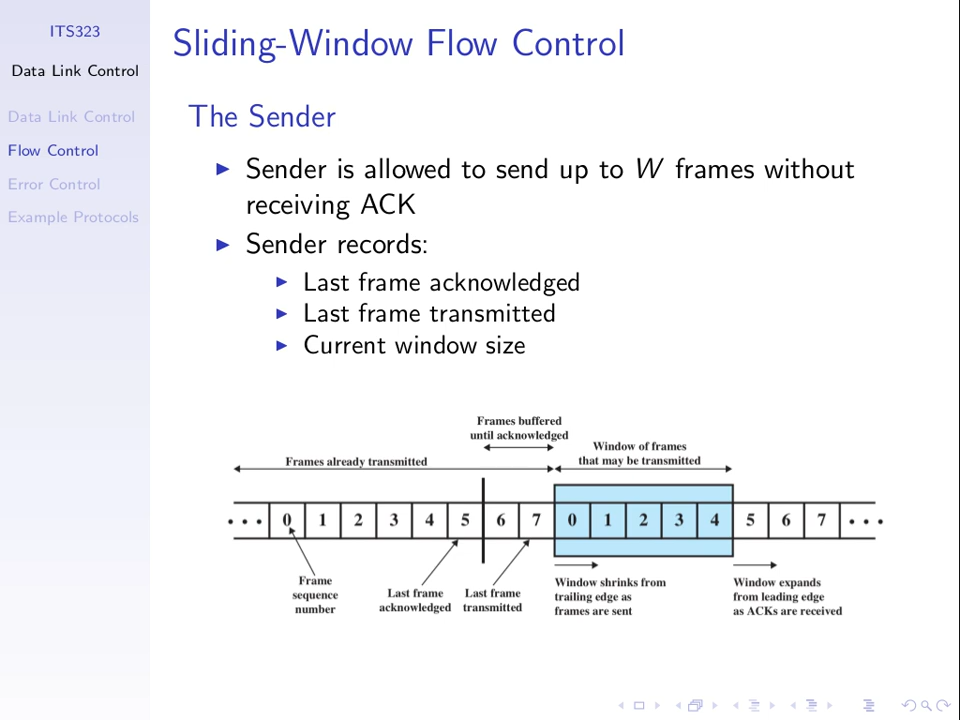 ITS323
Data Link Control
Data Link Control
Flow Control
Error Control
Example Protocols
Sliding-Window Flow Control
The Sender
Sender is allowed to send up to W frames without
receiving ACK
Sender records:
Last frame acknowledged
Last frame transmitted
Current window size
Frames buffered
until acknowledged
Window of frames
that may be transmitted
Frames already transmitted
• • • 0 1 2 3 4 5 6 7 0 1 2 3 4 5 6 7 • • •
Frame
sequence
number
Last frame
acknowledged
Last frame
transmitted
Window shrinks from
trailing edge as
frames are sent
Window expands
from leading edge
as ACKs are received